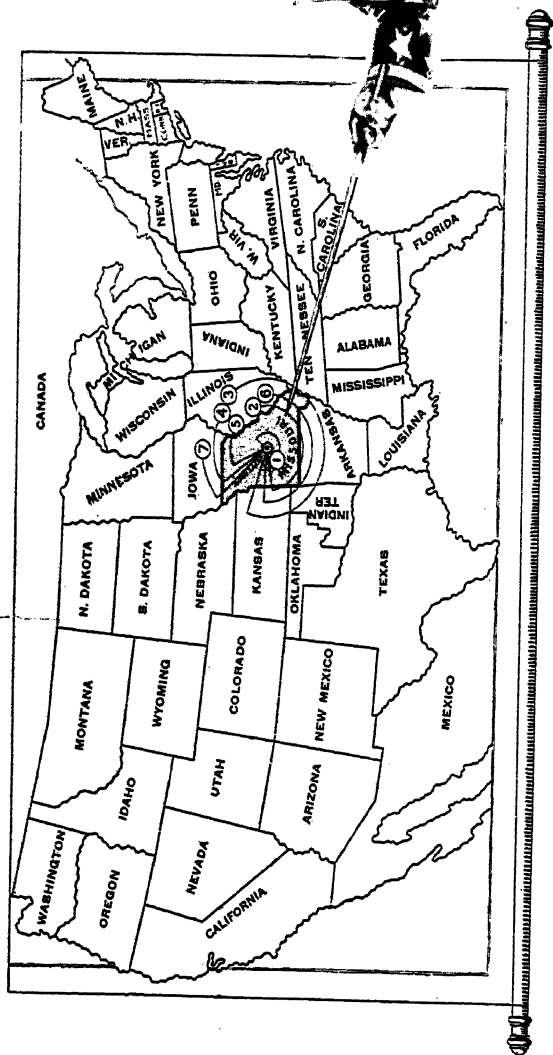 CANADA
WASHINGTON
OREGON
CALIFORNIA
NEVADA
IDAHO
MONTANA
WYOMING
UTAH
ARIZONA
COLORADO
NEW MEXICO
N. DAKOTA
S. DAKOTA
NEBRASKA
KANSAS
OKLAHOMA
INDIAN
TER
TEXAS
MEXICO
MINNESOTA
IOWA
MISSOURI
ARKANSAS
LOUISIANA
WISCONSIN
ILLINOIS
MICHIGAN
INDIANA
OHIO
KENTUCKY
TENNESSEE
MISSISSIPPI
ALABAMA
GEORGIA
FLORIDA
S. CAROLINA
N. CAROLINA
VIRGINIA
W. VIR
MD
PENN
NEW YORK
VER
N.H.
MASS
CONN
MAINE
7
4
3
5
2
6
1